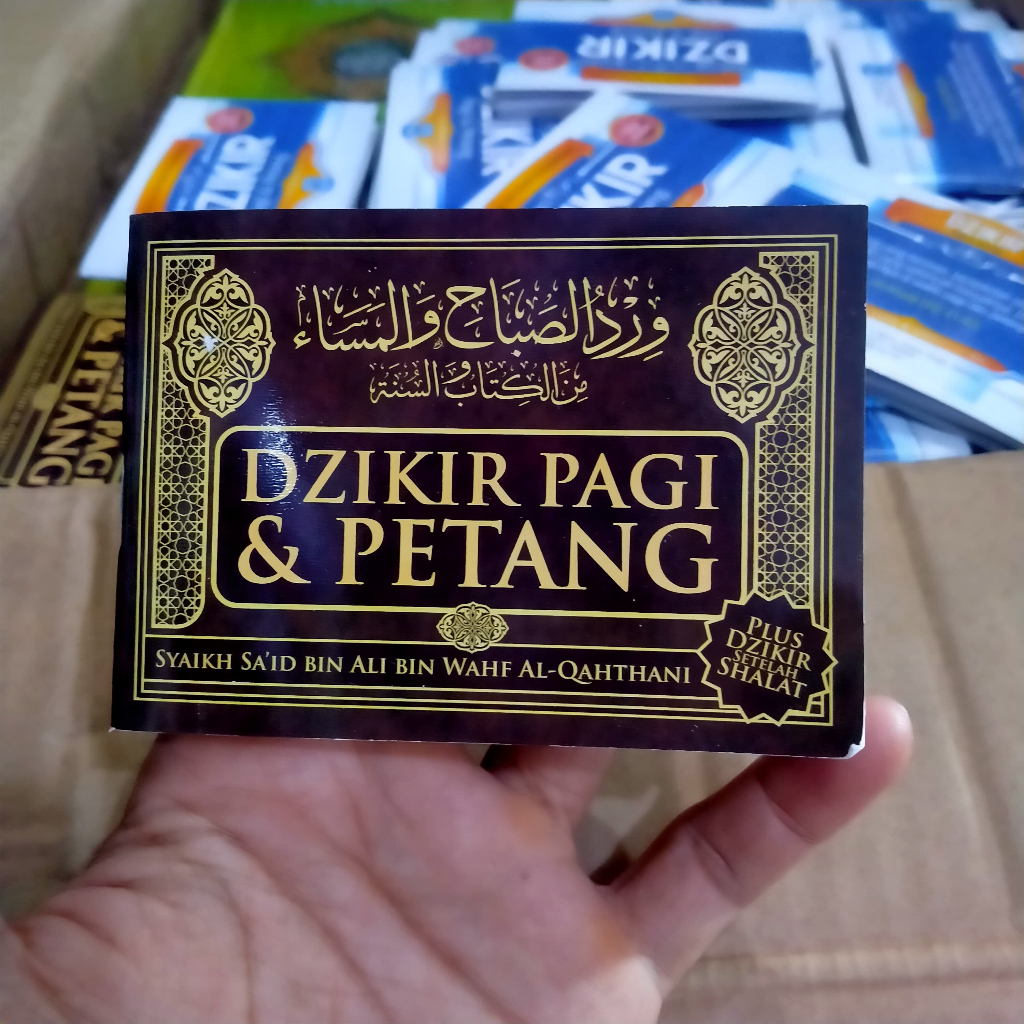 DZIKIR
DZIKIR
KIR
& PETANG
وِرْدُ الصَّبَاحِ وَالْمَسَاءِ
مِنَ الْكِتَابِ وَ السُّنَّةِ
DZIKIR PAGI
& PETANG
SYAIKH SA'ID BIN ALI BIN WAHF AL-QAHTHANI
PLUS
DZIKIR
SETELAH
SHALAT